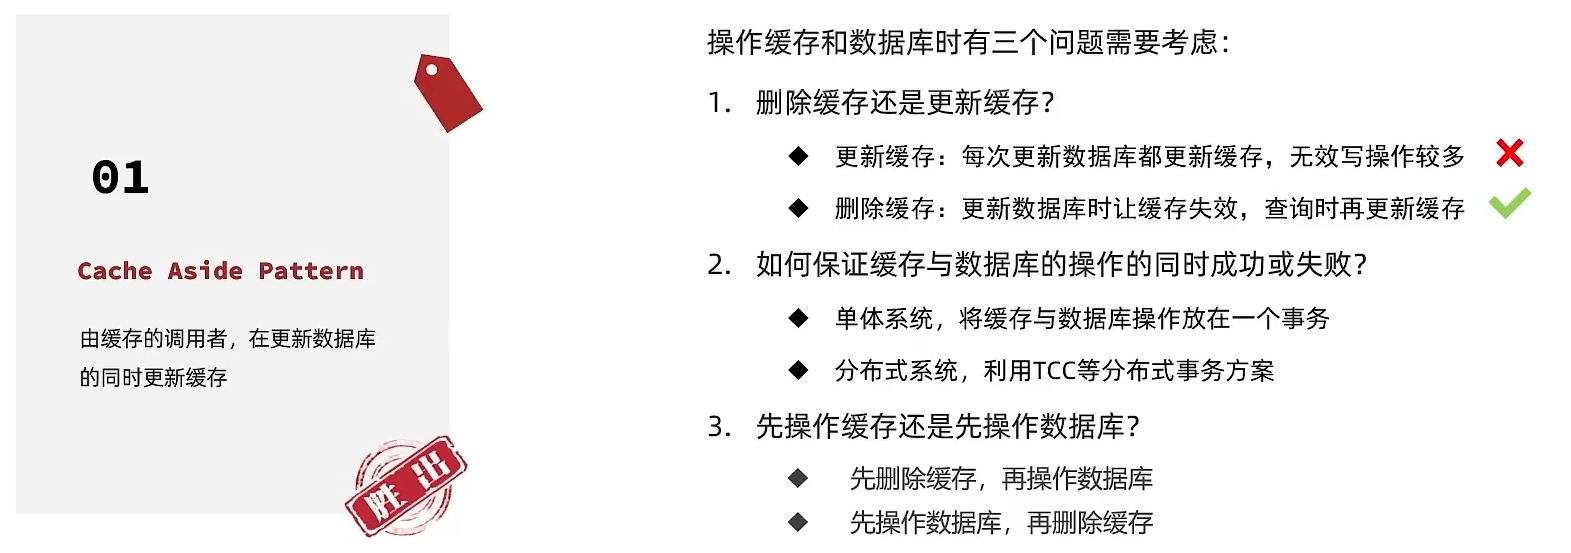 01
Cache Aside Pattern
由缓存的调用者，在更新数据库
的同时更新缓存
胜出
操作缓存和数据库时有三个问题需要考虑：
1. 删除缓存还是更新缓存？
◆ 更新缓存：每次更新数据库都更新缓存，无效写操作较多
◆ 删除缓存：更新数据库时让缓存失效，查询时再更新缓存
2. 如何保证缓存与数据库的操作的同时成功或失败？
◆ 单体系统，将缓存与数据库操作放在一个事务
◆ 分布式系统，利用TCC等分布式事务方案
3. 先操作缓存还是先操作数据库？
◆ 先删除缓存，再操作数据库
◆ 先操作数据库，再删除缓存